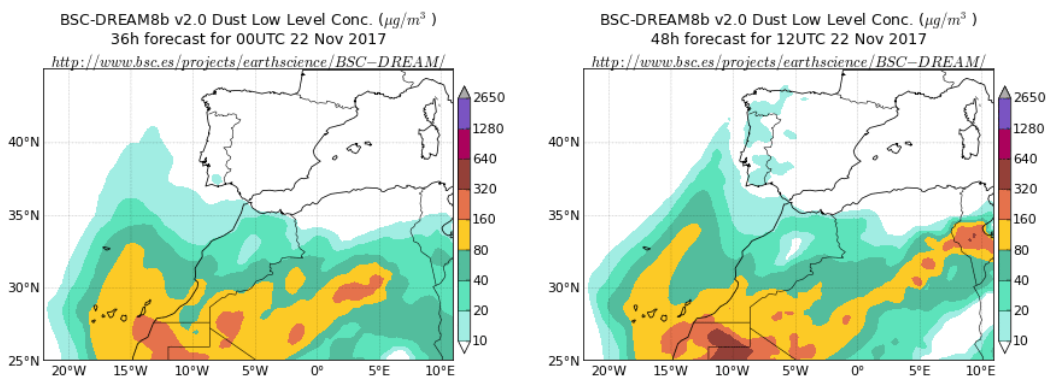 BSC-DREAM8b v2.0 Dust Low Level Conc. (µg/m³ )
36h forecast for 00UTC 22 Nov 2017
http://www.bsc.es/projects/earthscience/BSC−DREAM/
2650
1280
640
320
160
80
40
20
10
40°N
35°N
30°N
25°N
20°W 15°W 10°W 5°W 0°E 5°E 10°E
BSC-DREAM8b v2.0 Dust Low Level Conc. (µg/m³ )
48h forecast for 12UTC 22 Nov 2017
http://www.bsc.es/projects/earthscience/BSC−DREAM/
2650
1280
640
320
160
80
40
20
10
40°N
35°N
30°N
25°N
20°W 15°W 10°W 5°W 0°E 5°E 10°E